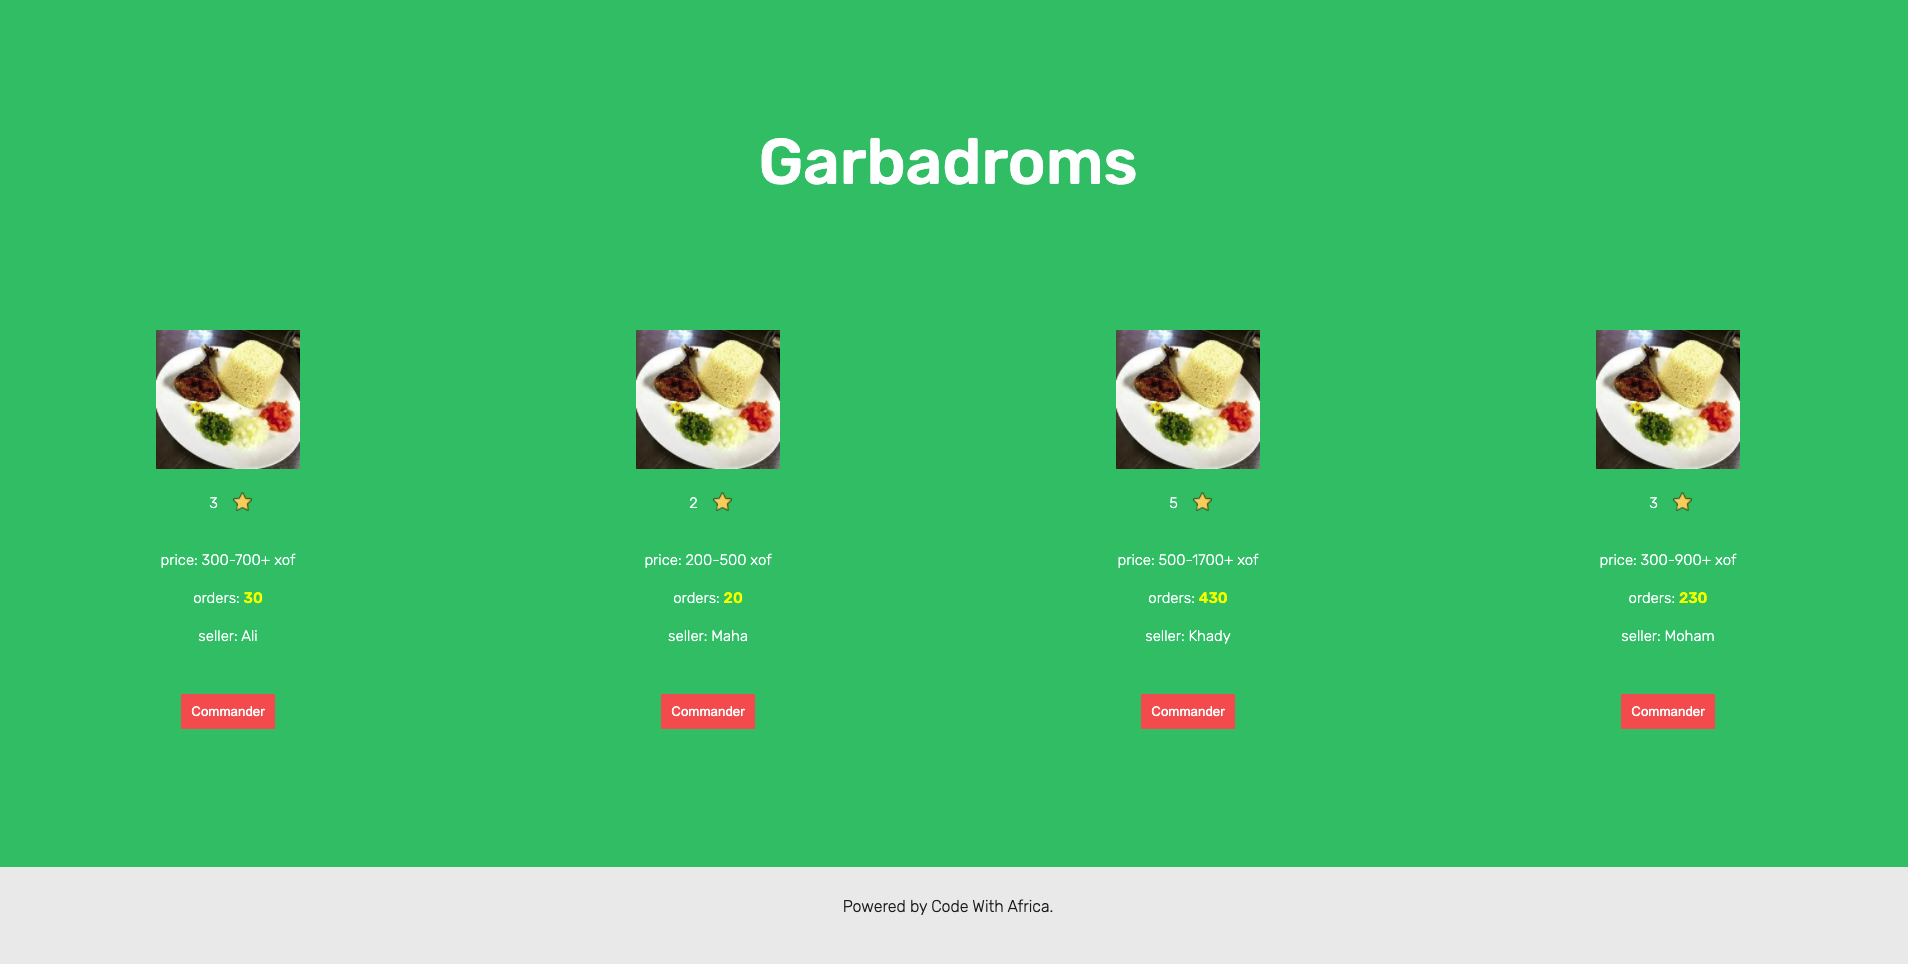 Garbadroms
3
2
5
3
price: 300-700+ xof
price: 200-500 xof
price: 500-1700+ xof
price: 300-900+ xof
orders: 30
orders: 20
orders: 430
orders: 230
seller: Ali
seller: Maha
seller: Khady
seller: Moham
Commander
Commander
Commander
Commander
Powered by Code With Africa.